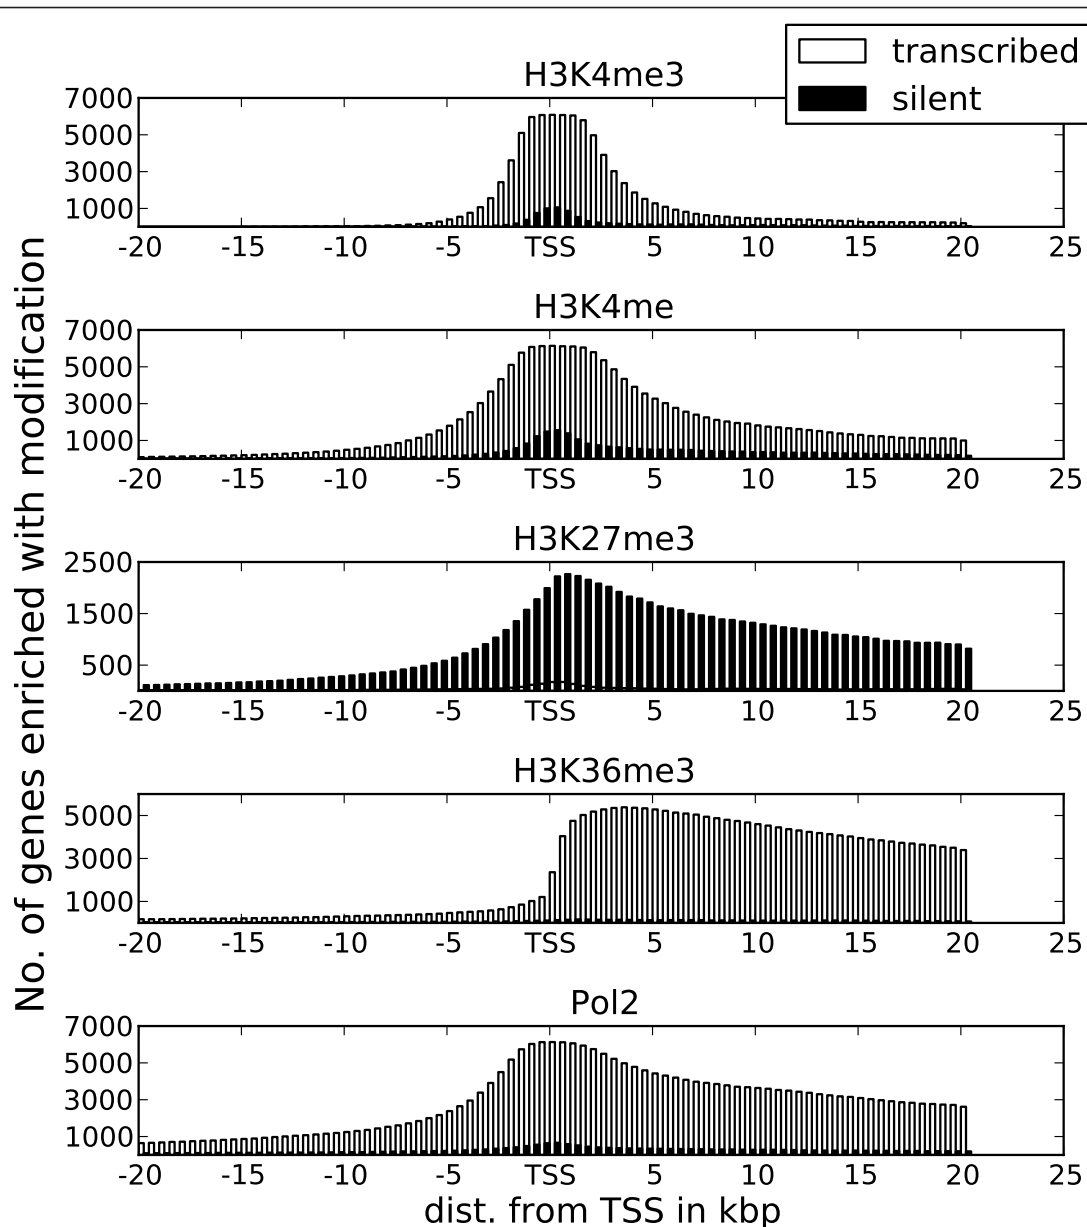 transcribed
silent
H3K4me3
7000
5000
3000
1000
-20 -15 -10 -5 TSS 5 10 15 20 25
H3K4me
7000
5000
3000
1000
-20 -15 -10 -5 TSS 5 10 15 20 25
H3K27me3
2500
1500
500
-20 -15 -10 -5 TSS 5 10 15 20 25
H3K36me3
5000
3000
1000
-20 -15 -10 -5 TSS 5 10 15 20 25
Pol2
7000
5000
3000
1000
-20 -15 -10 -5 TSS 5 10 15 20 25
dist. from TSS in kbp
No. of genes enriched with modification